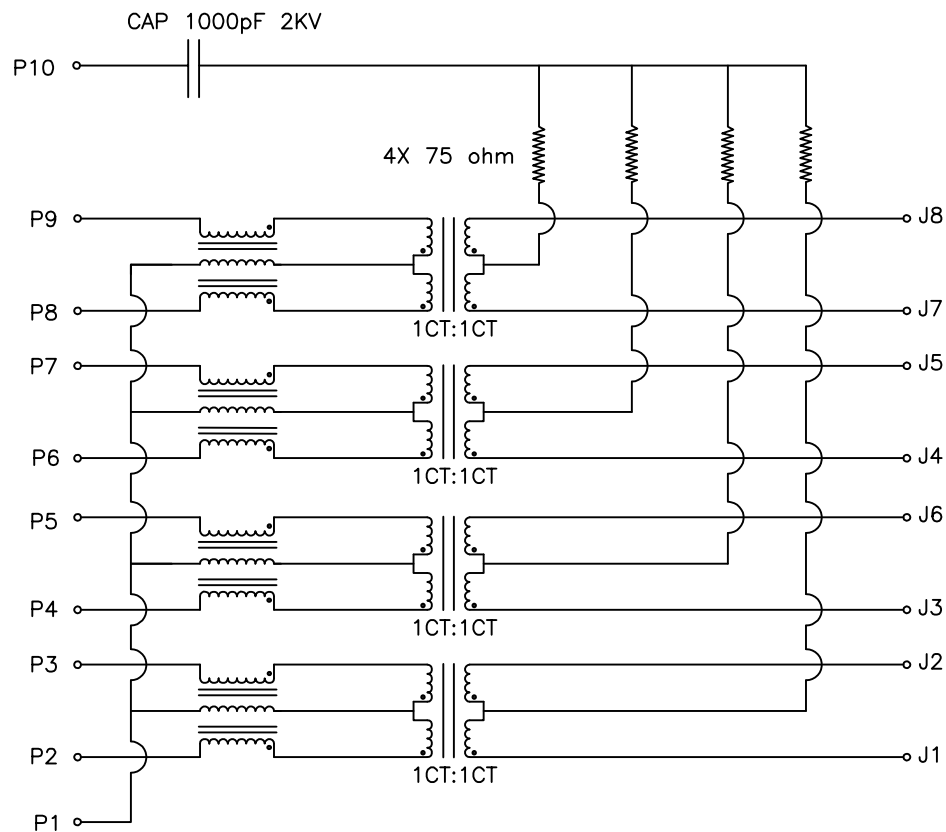 CAP 1000pF 2KV
P10
4X 75 ohm
P9
J8
P8
J7
1CT:1CT
P7
J5
P6
J4
1CT:1CT
P5
J6
P4
J3
1CT:1CT
P3
J2
P2
J1
1CT:1CT
P1